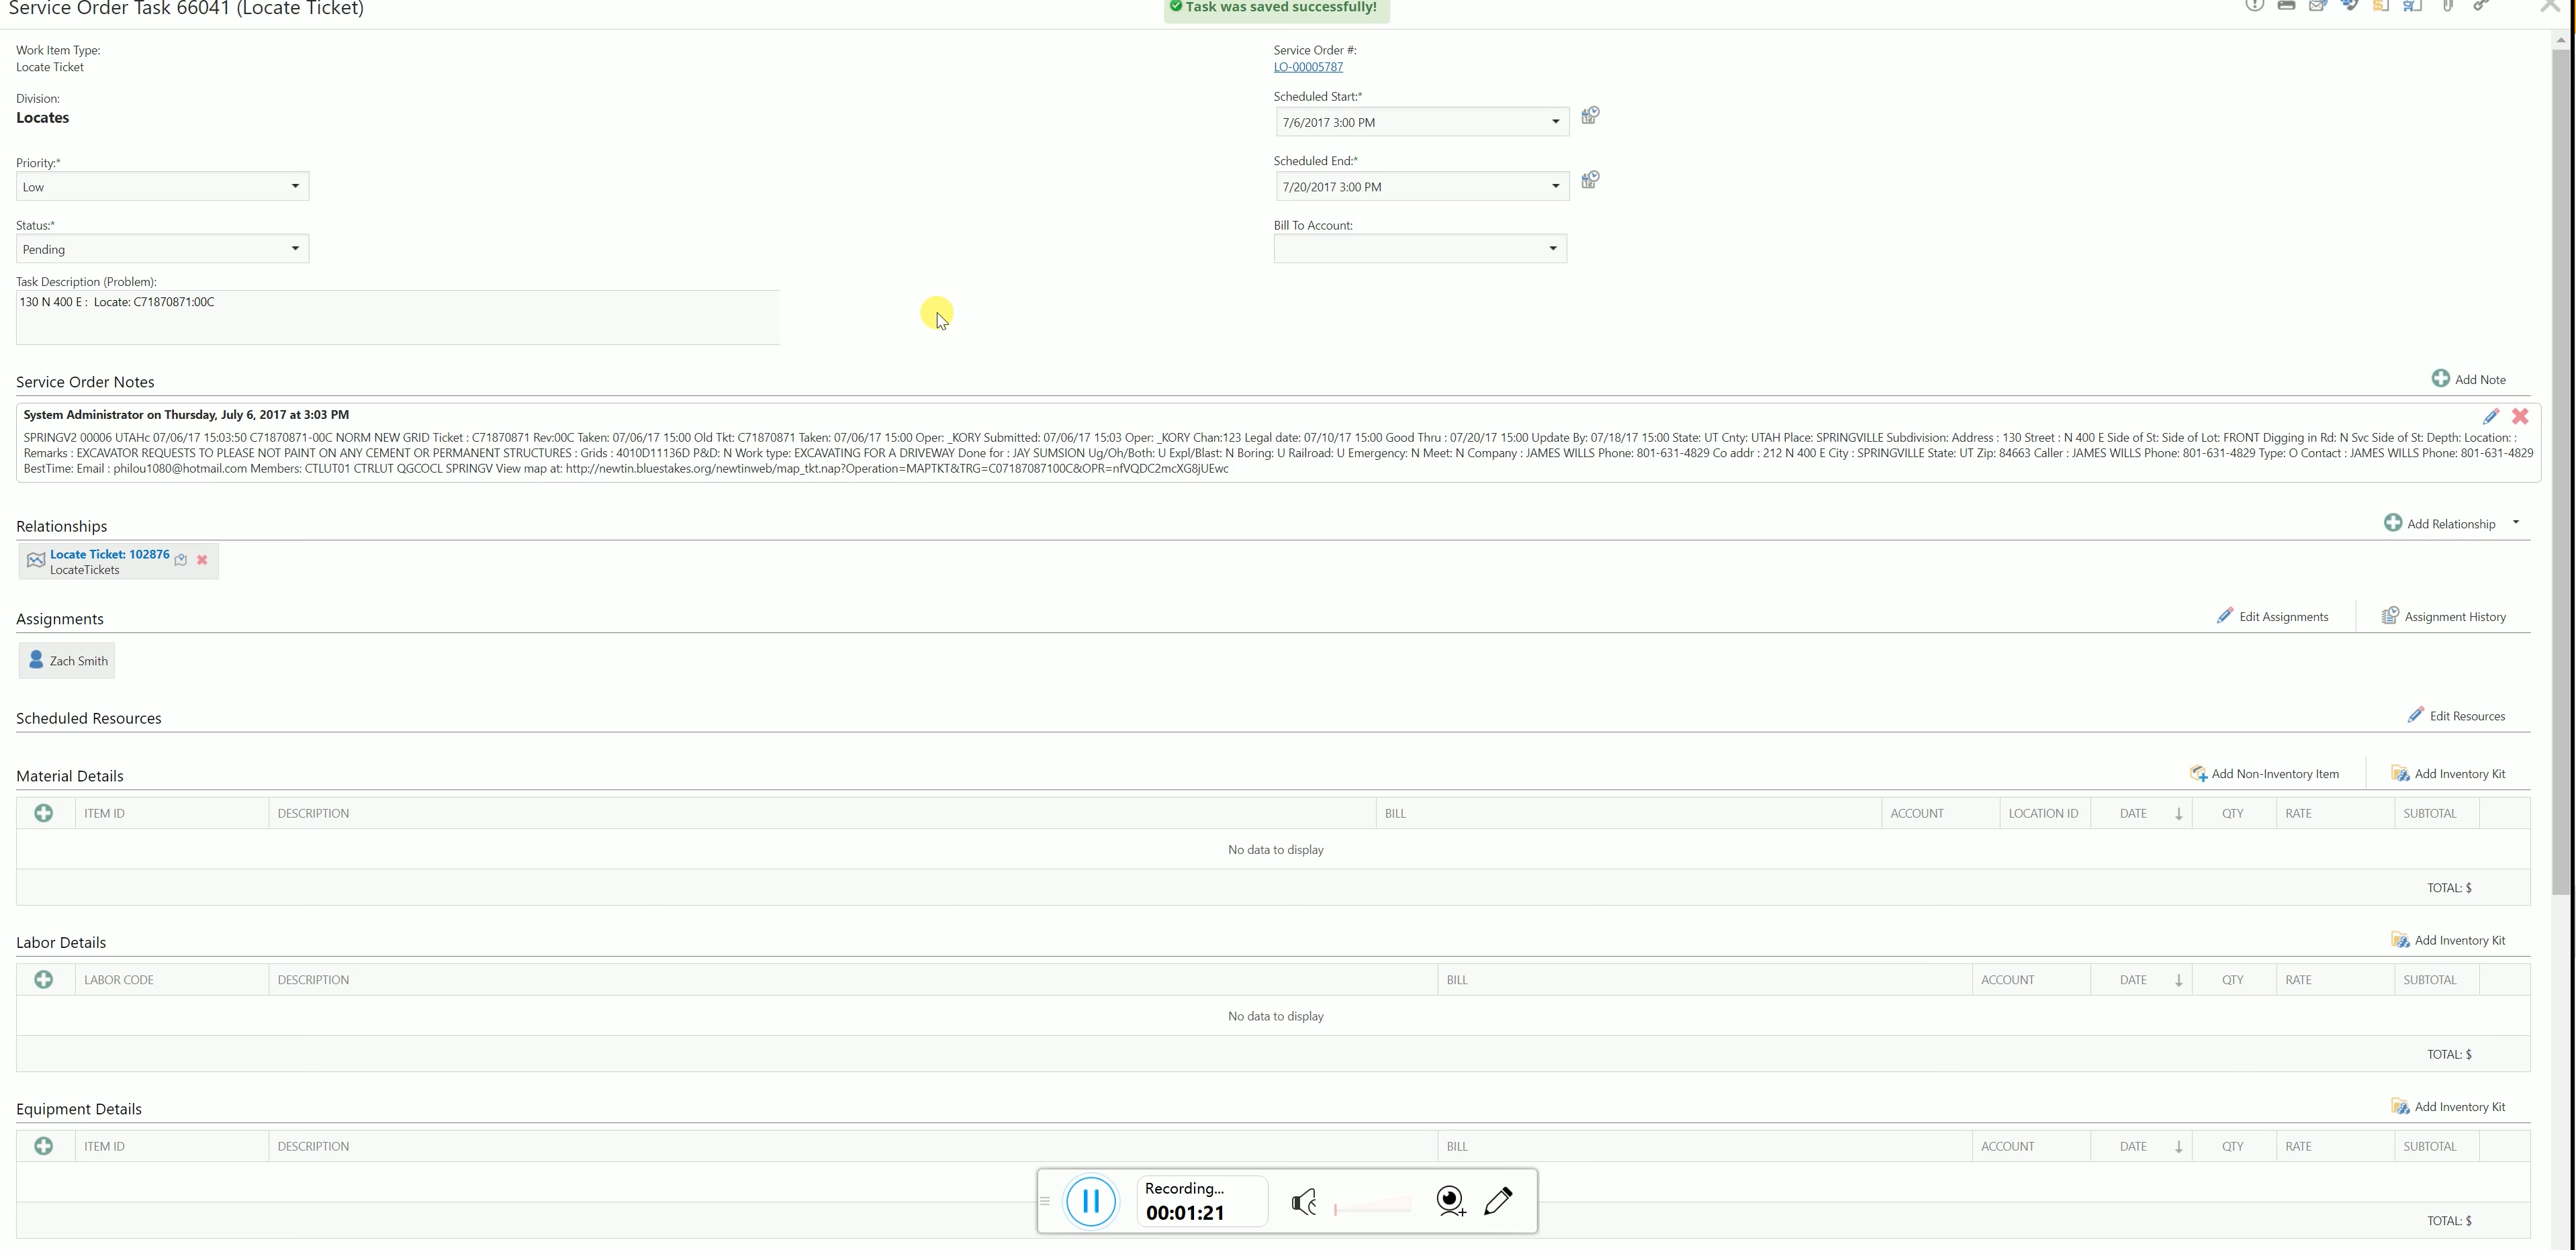 Service Order Task 66041 (Locate Ticket)
Task was saved successfully!
Work Item Type:
Locate Ticket
Service Order #:
LO-00005787
Division:
Locates
Scheduled Start:*
7/6/2017 3:00 PM
Priority:*
Low
Scheduled End:*
7/20/2017 3:00 PM
Status:*
Pending
Bill To Account:
Task Description (Problem):
130 N 400 E : Locate: C71870871:00C
Service Order Notes
Add Note
System Administrator on Thursday, July 6, 2017 at 3:03 PM
SPRINGV2 00006 UTAHc 07/06/17 15:03:50 C71870871-00C NORM NEW GRID Ticket : C71870871 Rev:00C Taken: 07/06/17 15:00 Old Tkt: C71870871 Taken: 07/06/17 15:00 Oper: _KORY Submitted: 07/06/17 15:03 Oper: _KORY Chan:123 Legal date: 07/10/17 15:00 Good Thru : 07/20/17 15:00 Update By: 07/18/17 15:00 State: UT Cnty: UTAH Place: SPRINGVILLE Subdivision: Address : 130 Street : N 400 E Side of St: Side of Lot: FRONT Digging in Rd: N Svc Side of St: Depth: Location: :
Remarks : EXCAVATOR REQUESTS TO PLEASE NOT PAINT ON ANY CEMENT OR PERMANENT STRUCTURES : Grids : 4010D11136D P&D: N Work type: EXCAVATING FOR A DRIVEWAY Done for : JAY SUMSION Ug/Oh/Both: U Expl/Blast: N Boring: U Railroad: U Emergency: N Meet: N Company : JAMES WILLS Phone: 801-631-4829 Co addr : 212 N 400 E City : SPRINGVILLE State: UT Zip: 84663 Caller : JAMES WILLS Phone: 801-631-4829 Type: O Contact : JAMES WILLS Phone: 801-631-4829
BestTime: Email : philou1080@hotmail.com Members: CTLUT01 CTRLUT QGCOCL SPRINGV View map at: http://newtin.bluestakes.org/newtinweb/map_tkt.nap?Operation=MAPTKT&TRG=C07187087100C&OPR=nfVQDC2mcXG8jUEwc
Relationships
Add Relationship
Locate Ticket: 102876
LocateTickets
Assignments
Edit Assignments
Assignment History
Zach Smith
Scheduled Resources
Edit Resources
Material Details
Add Non-Inventory Item
Add Inventory Kit
ITEM ID DESCRIPTION BILL ACCOUNT LOCATION ID DATE QTY RATE SUBTOTAL
No data to display
TOTAL: $
Labor Details
Add Inventory Kit
LABOR CODE DESCRIPTION BILL ACCOUNT DATE QTY RATE SUBTOTAL
No data to display
TOTAL: $
Equipment Details
Add Inventory Kit
ITEM ID DESCRIPTION BILL ACCOUNT DATE QTY RATE SUBTOTAL
Recording...
00:01:21
TOTAL: $